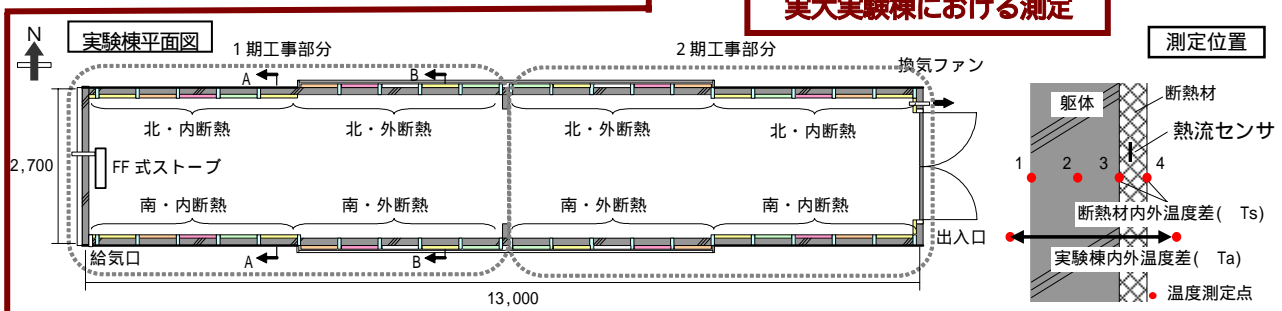 実大実験棟における測定
N
実験棟平面図
1期工事部分
2期工事部分
換気ファン
測定位置
A
B
北・内断熱
北・外断熱
北・外断熱
北・内断熱
2,700
FF式ストーブ
南・内断熱
南・外断熱
南・外断熱
南・内断熱
給気口
A
B
出入口
13,000
躯体
断熱材
熱流センサ
1
2
3
4
断熱材内外温度差( Ts)
実験棟内外温度差( Ta)
温度測定点